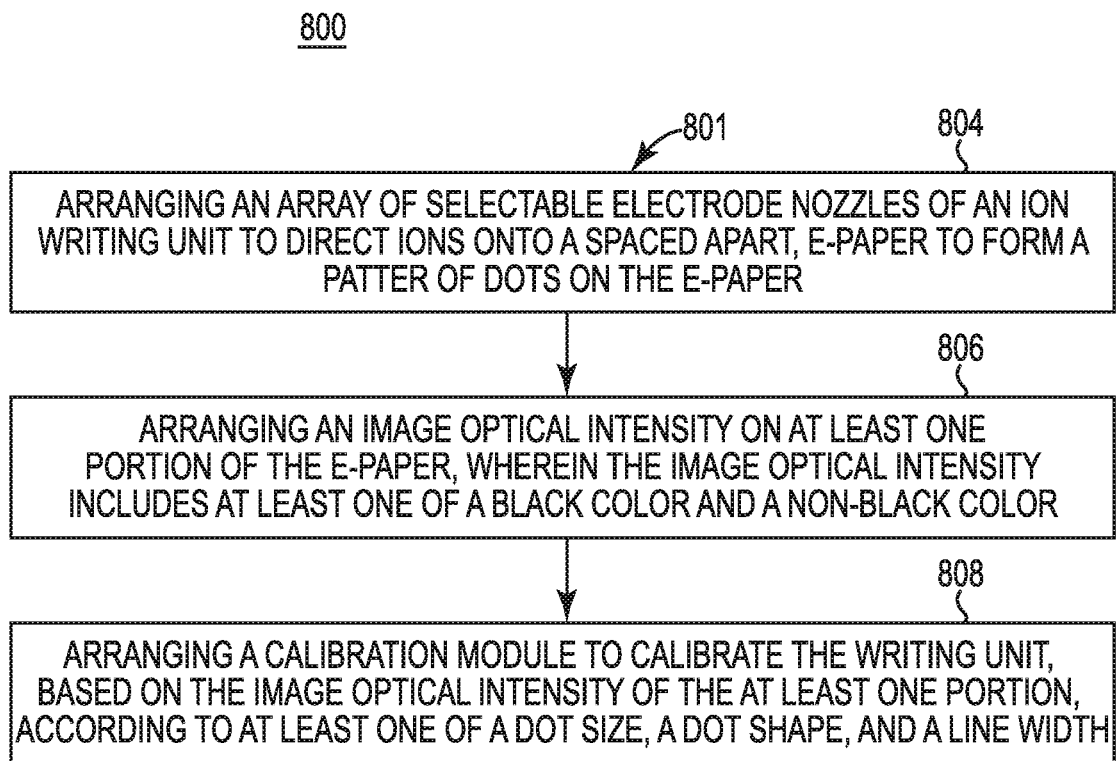 800
801
804
ARRANGING AN ARRAY OF SELECTABLE ELECTRODE NOZZLES OF AN ION
WRITING UNIT TO DIRECT IONS ONTO A SPACED APART, E-PAPER TO FORM A
PATTER OF DOTS ON THE E-PAPER
806
ARRANGING AN IMAGE OPTICAL INTENSITY ON AT LEAST ONE
PORTION OF THE E-PAPER, WHEREIN THE IMAGE OPTICAL INTENSITY
INCLUDES AT LEAST ONE OF A BLACK COLOR AND A NON-BLACK COLOR
808
ARRANGING A CALIBRATION MODULE TO CALIBRATE THE WRITING UNIT,
BASED ON THE IMAGE OPTICAL INTENSITY OF THE AT LEAST ONE PORTION,
ACCORDING TO AT LEAST ONE OF A DOT SIZE, A DOT SHAPE, AND A LINE WIDTH